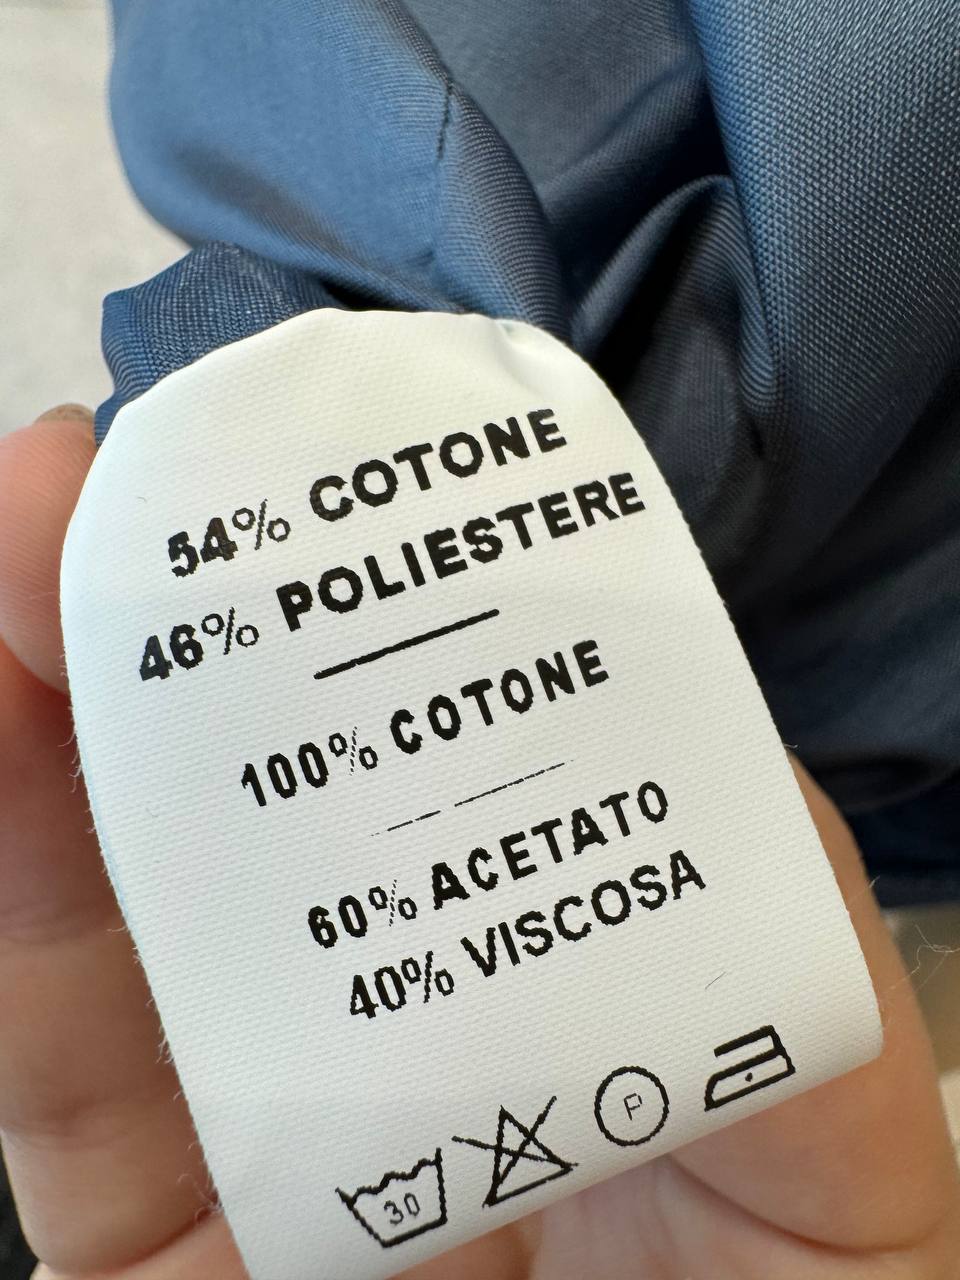 54% COTONE
46% POLIESTERE
100% COTONE
60% ACETATO
40% VISCOSA
30
P